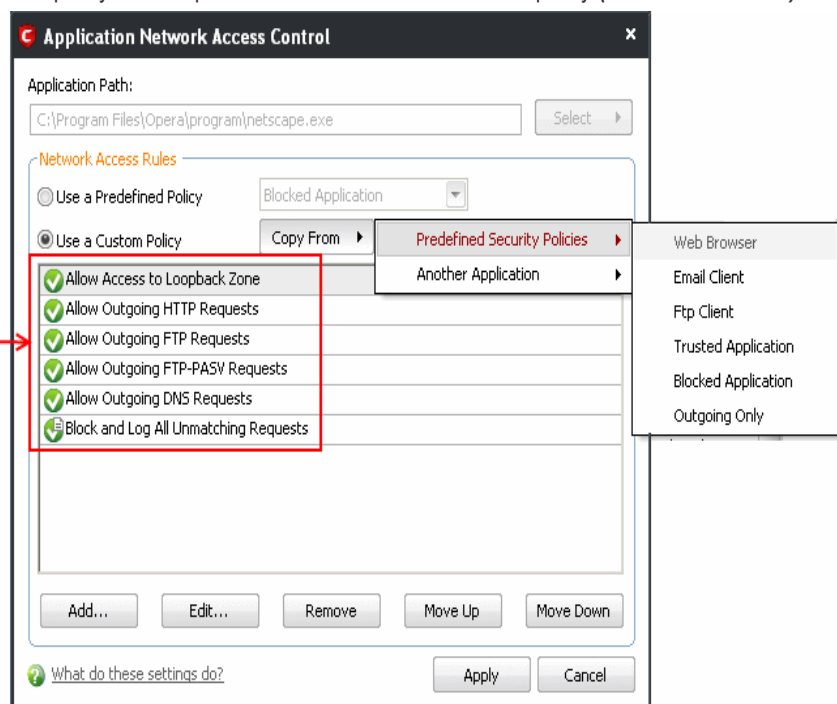 Application Network Access Control
Application Path:
C:\Program Files\Opera\program\netscape.exe
Select
Network Access Rules
Use a Predefined Policy
Blocked Application
Use a Custom Policy
Copy From
Predefined Security Policies
Another Application
Web Browser
Email Client
Ftp Client
Trusted Application
Blocked Application
Outgoing Only
Allow Access to Loopback Zone
Allow Outgoing HTTP Requests
Allow Outgoing FTP Requests
Allow Outgoing FTP-PASV Requests
Allow Outgoing DNS Requests
Block and Log All Unmatching Requests
Add...
Edit...
Remove
Move Up
Move Down
What do these settings do?
Apply
Cancel